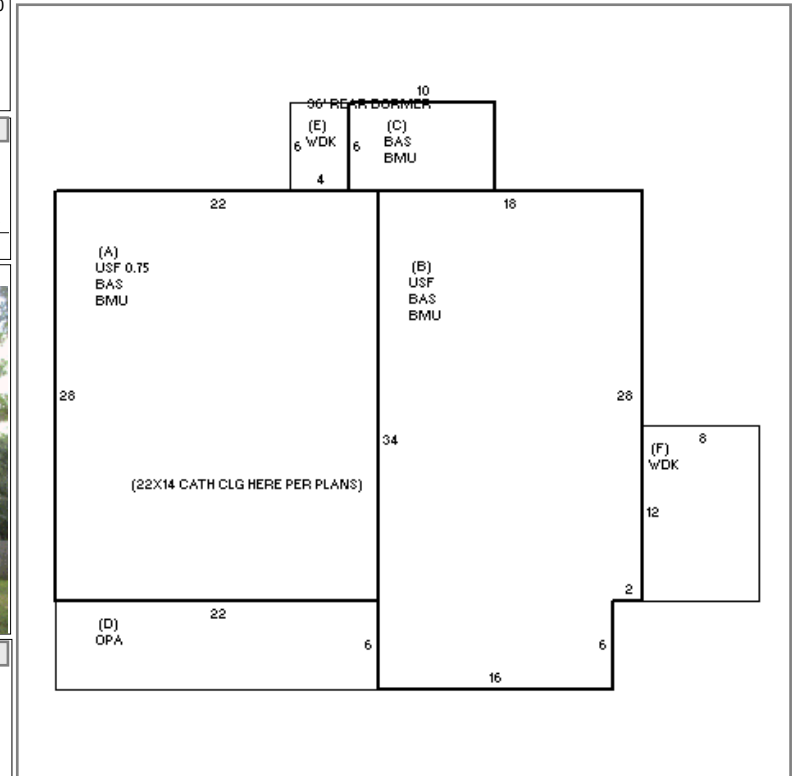 10
36' REAR DORMER
(E)
WDK
6
4
(C)
BAS
BMU
6
22
18
(A)
USF 0.75
BAS
BMU
(B)
USF
BAS
BMU
28
34
28
(22X14 CATH CLG HERE PER PLANS)
8
(F)
WDK
12
2
22
(D)
OPA
6
6
16